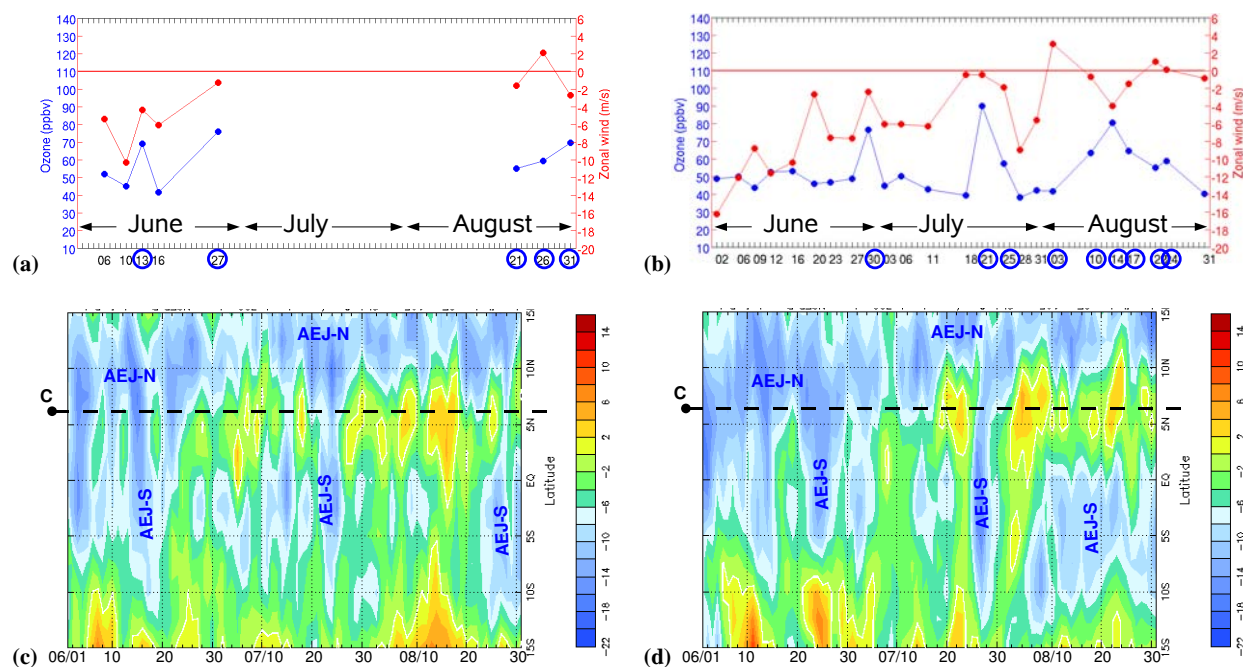 140 130 120 110 100 90 80 70 60 50 40 30 20 10
Ozone (ppbv)
6 4 2 0 -2 -4 -6 -8 -10 -12 -14 -16 -18 -20
Zonal wind (m/s)
June July August
(a) 06 10 13 16 27 21 26 31
140 130 120 110 100 90 80 70 60 50 40 30 20 10
Ozone (ppbv)
6 4 2 0 -2 -4 -6 -8 -10 -12 -14 -16 -18 -20
Zonal wind (m/s)
June July August
(b) 02 06 09 12 16 20 23 27 30 03 06 11 18 21 25 28 31 03 10 14 17 24 31
AEJ-N
AEJ-N
C
AEJ-S
AEJ-S
AEJ-S
15 10N 5N EQ 5S 10S 15S
Latitude
14 10 6 2 -2 -6 -10 -14 -18 -22
(c) 06/01 10 20 30 07/10 20 30 08/10 20 30
AEJ-N
AEJ-N
C
AEJ-S
AEJ-S
AEJ-S
15 10N 5N EQ 5S 10S 15S
Latitude
14 10 6 2 -2 -6 -10 -14 -18 -22
(d) 06/01 10 20 30 07/10 20 30 08/10 20 30